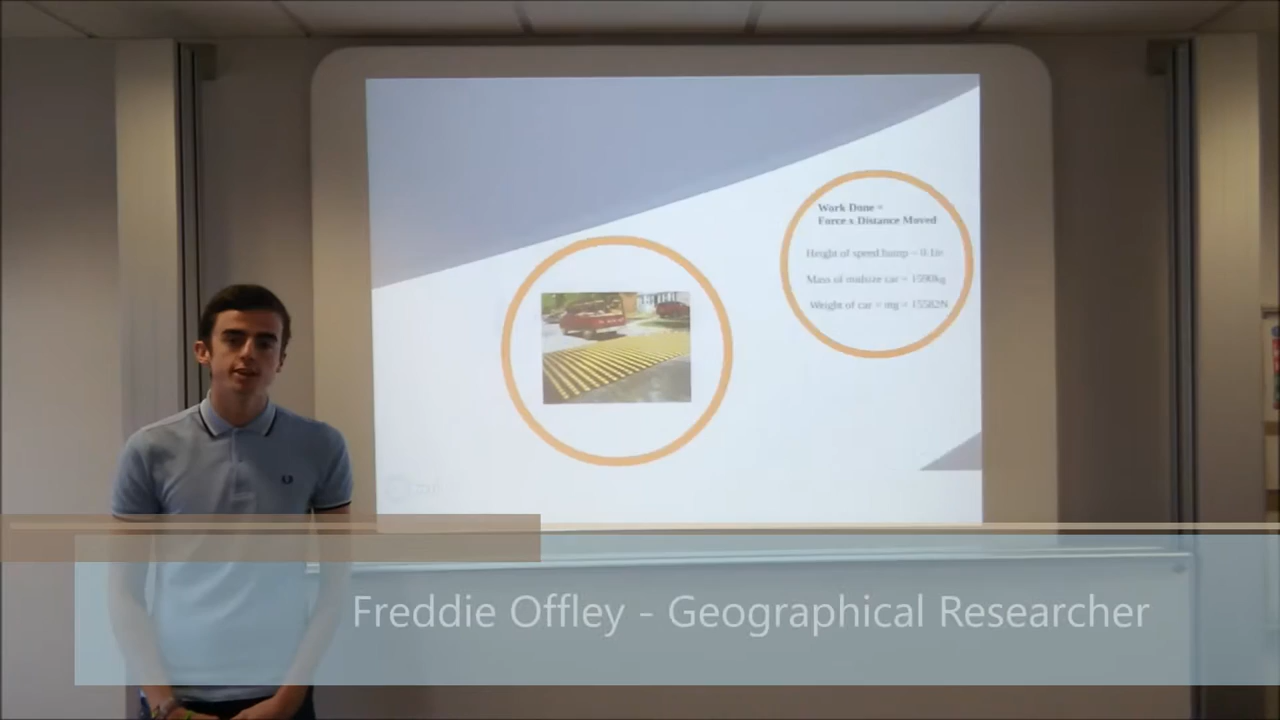 Work Done =
Force x Distance Moved
Height of speed hump = 0.1m
Mass of midsize car = 1590kg
Weight of car = mg = 15582N
Freddie Offley - Geographical Researcher